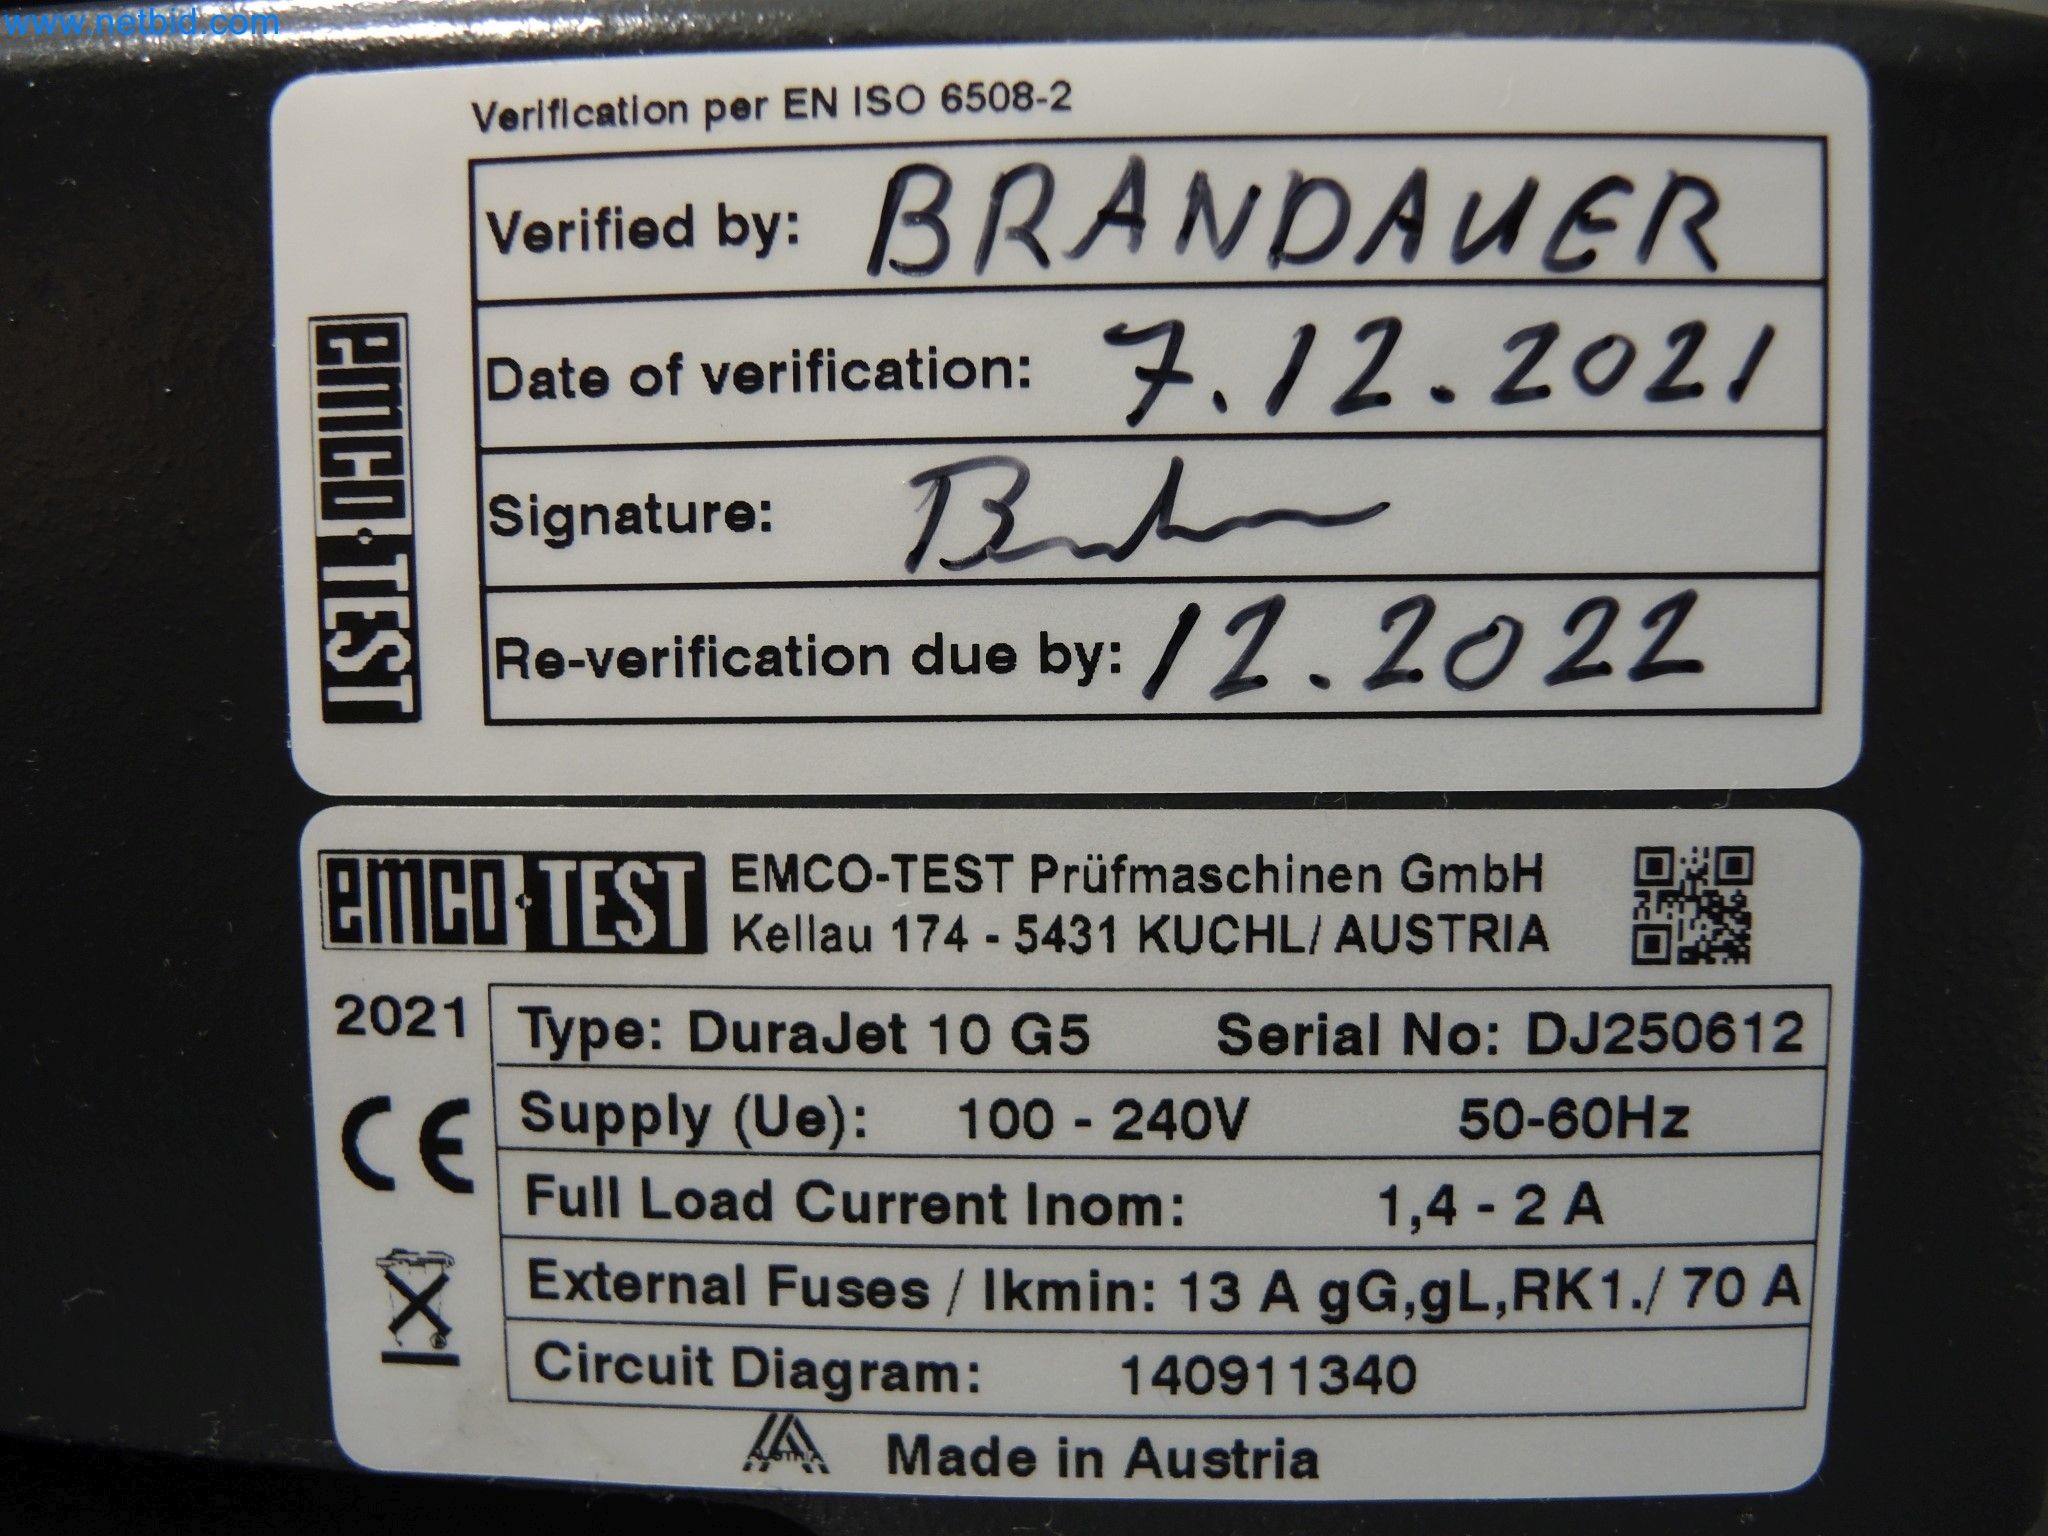 www.netbid.com
Verification per EN ISO 6508-2
Verified by: BRANDAUER
Date of verification: 7.12.2021
Signature:
Re-verification due by: 12.2022
emco·TEST
emco·TEST
EMCO-TEST Prüfmaschinen GmbH
Kellau 174 - 5431 KUCHL/ AUSTRIA
2021
Type: DuraJet 10 G5 Serial No: DJ250612
Supply (Ue): 100 - 240V 50-60Hz
Full Load Current Inom: 1,4 - 2 A
External Fuses / Ikmin: 13 A gG,gL,RK1./ 70 A
Circuit Diagram: 140911340
CE
AUSTRIA
Made in Austria